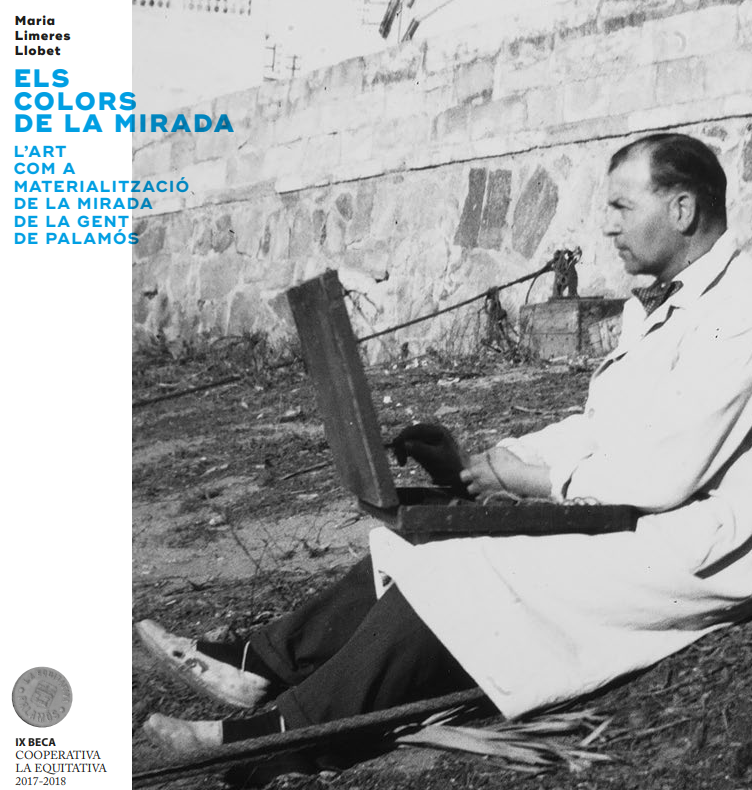 Maria
Limeres
Llobet
ELS
COLORS
DE LA MIRADA
L'ART
COM A
MATERIALITZACIÓ
DE LA MIRADA
DE LA GENT
DE PALAMÓS
IX BECA
COOPERATIVA
LA EQUITATIVA
2017-2018